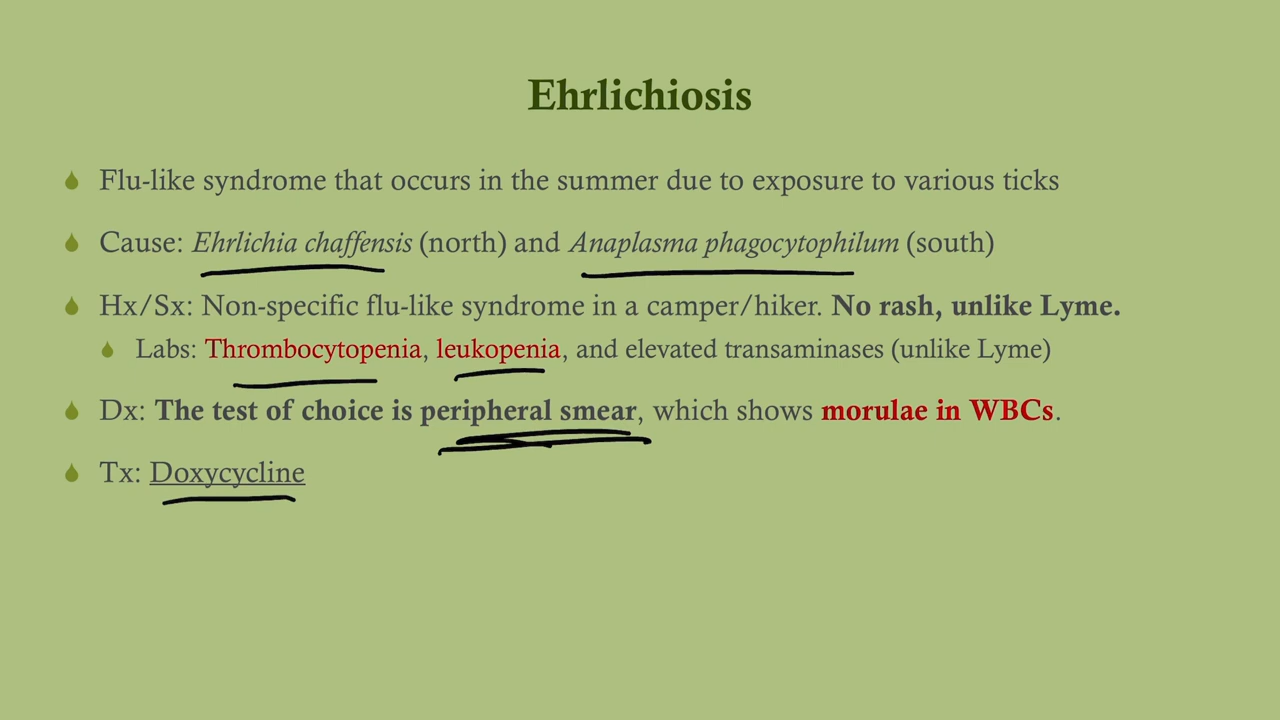 Ehrlichiosis
Flu-like syndrome that occurs in the summer due to exposure to various ticks
Cause: Ehrlichia chaffensis (north) and Anaplasma phagocytophilum (south)
Hx/Sx: Non-specific flu-like syndrome in a camper/hiker. No rash, unlike Lyme.
Labs: Thrombocytopenia, leukopenia, and elevated transaminases (unlike Lyme)
Dx: The test of choice is peripheral smear, which shows morulae in WBCs.
Tx: Doxycycline